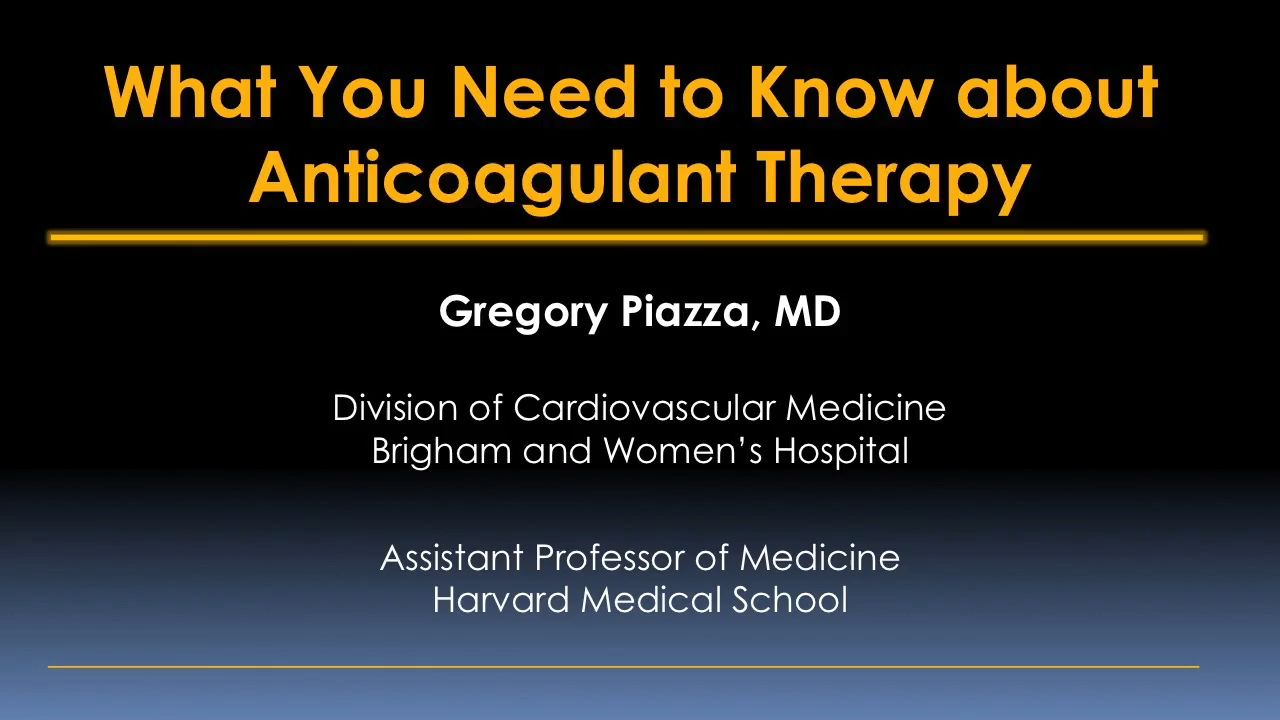 What You Need to Know about
Anticoagulant Therapy
Gregory Piazza, MD
Division of Cardiovascular Medicine
Brigham and Women’s Hospital
Assistant Professor of Medicine
Harvard Medical School